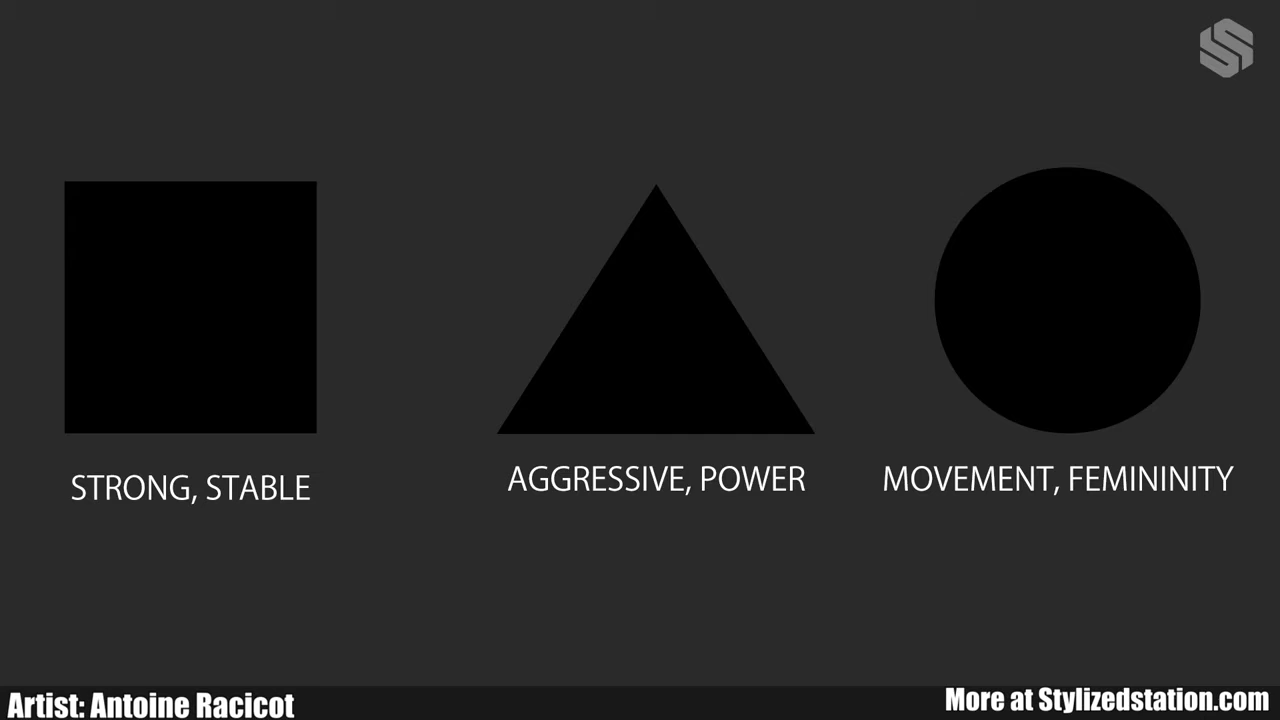 STRONG, STABLE
AGGRESSIVE, POWER
MOVEMENT, FEMININITY
Artist: Antoine Racicot
More at Stylizedstation.com